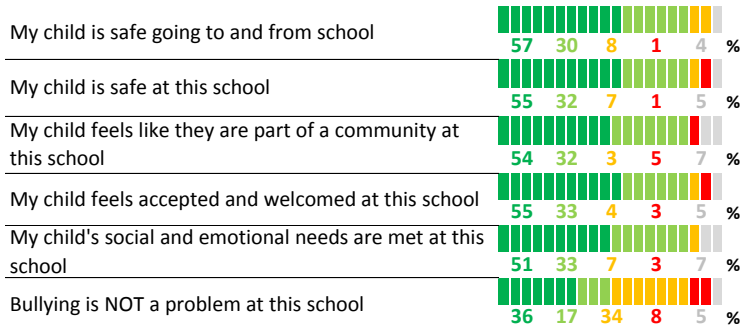 My child is safe going to and from school
57 30 8 1 4 %
My child is safe at this school
55 32 7 1 5 %
My child feels like they are part of a community at
this school
54 32 3 5 7 %
My child feels accepted and welcomed at this school
55 33 4 3 5 %
My child's social and emotional needs are met at this
school
51 33 7 3 7 %
Bullying is NOT a problem at this school
36 17 34 8 5 %